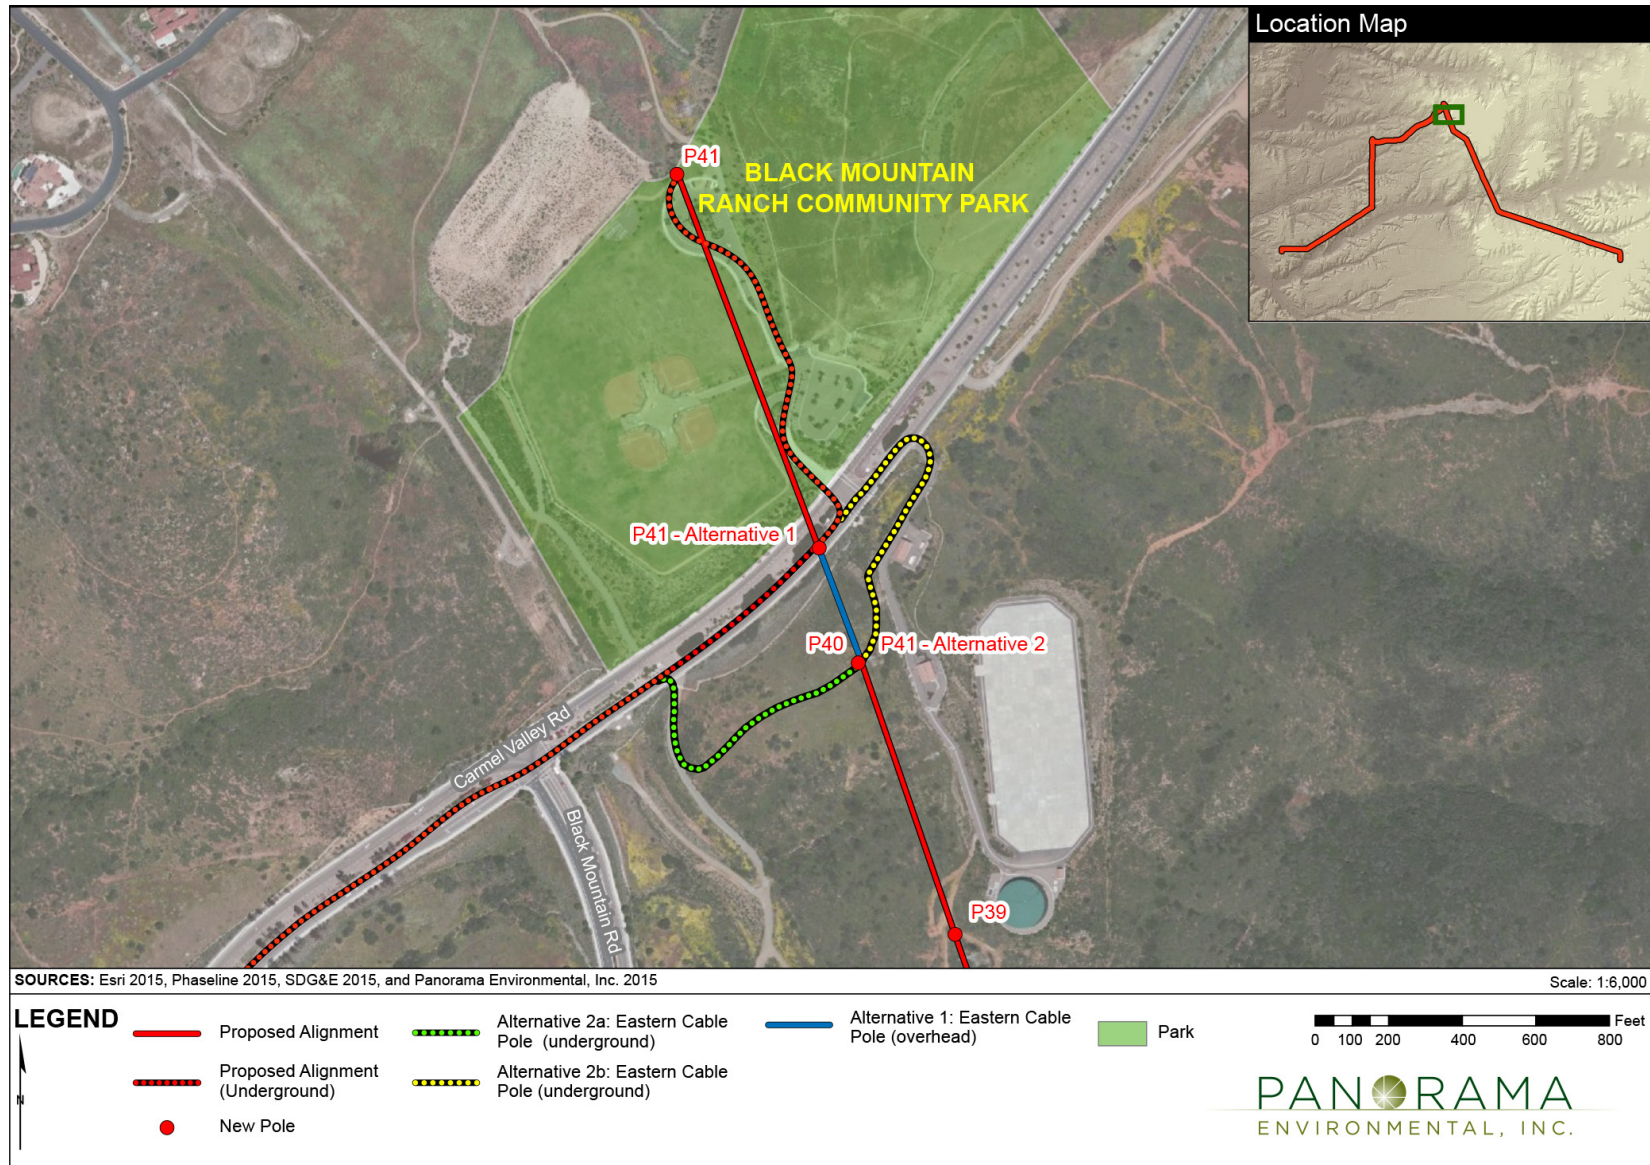 Location Map
P41
BLACK MOUNTAIN
RANCH COMMUNITY PARK
P41 - Alternative 1
P40
P41 - Alternative 2
Carmel Valley Rd
Black Mountain Rd
P39
SOURCES: Esri 2015, Phaseline 2015, SDG&E 2015, and Panorama Environmental, Inc. 2015
Scale: 1:6,000
LEGEND
N
Proposed Alignment
Proposed Alignment
(Underground)
New Pole
Alternative 2a: Eastern Cable
Pole (underground)
Alternative 2b: Eastern Cable
Pole (underground)
Alternative 1: Eastern Cable
Pole (overhead)
Park
Feet
0 100 200 400 600 800
PANORAMA
ENVIRONMENTAL, INC.